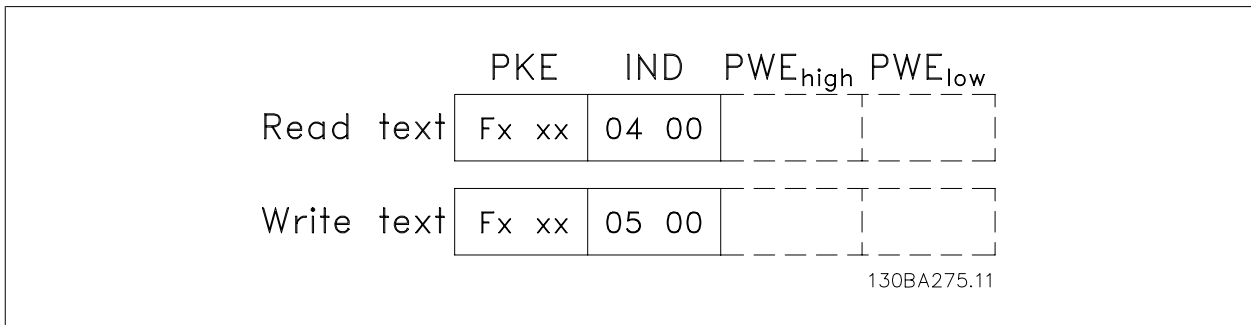 PKE IND PWEhigh PWElow
Read text Fx xx 04 00
Write text Fx xx 05 00
130BA275.11